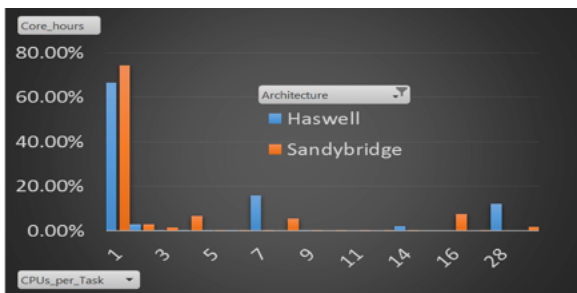 Core_hours
80.00%
60.00%
40.00%
20.00%
0.00%
Architecture
Haswell
Sandybridge
1
3
5
7
9
11
14
16
28
CPUs_per_Task